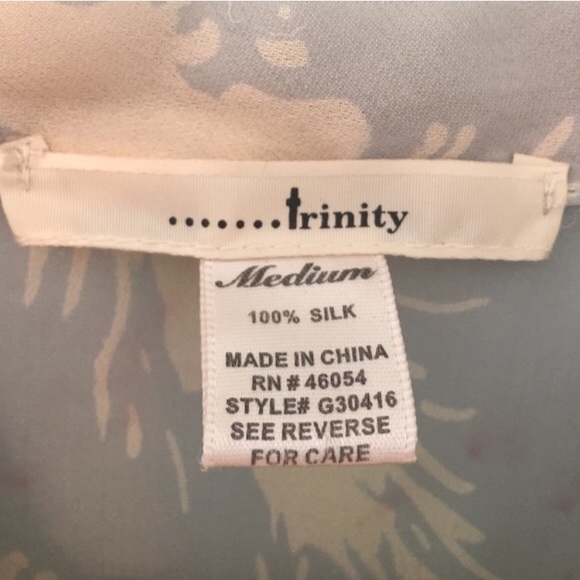 .......trinity
Medium
100% SILK
MADE IN CHINA
RN # 46054
STYLE# G30416
SEE REVERSE
FOR CARE